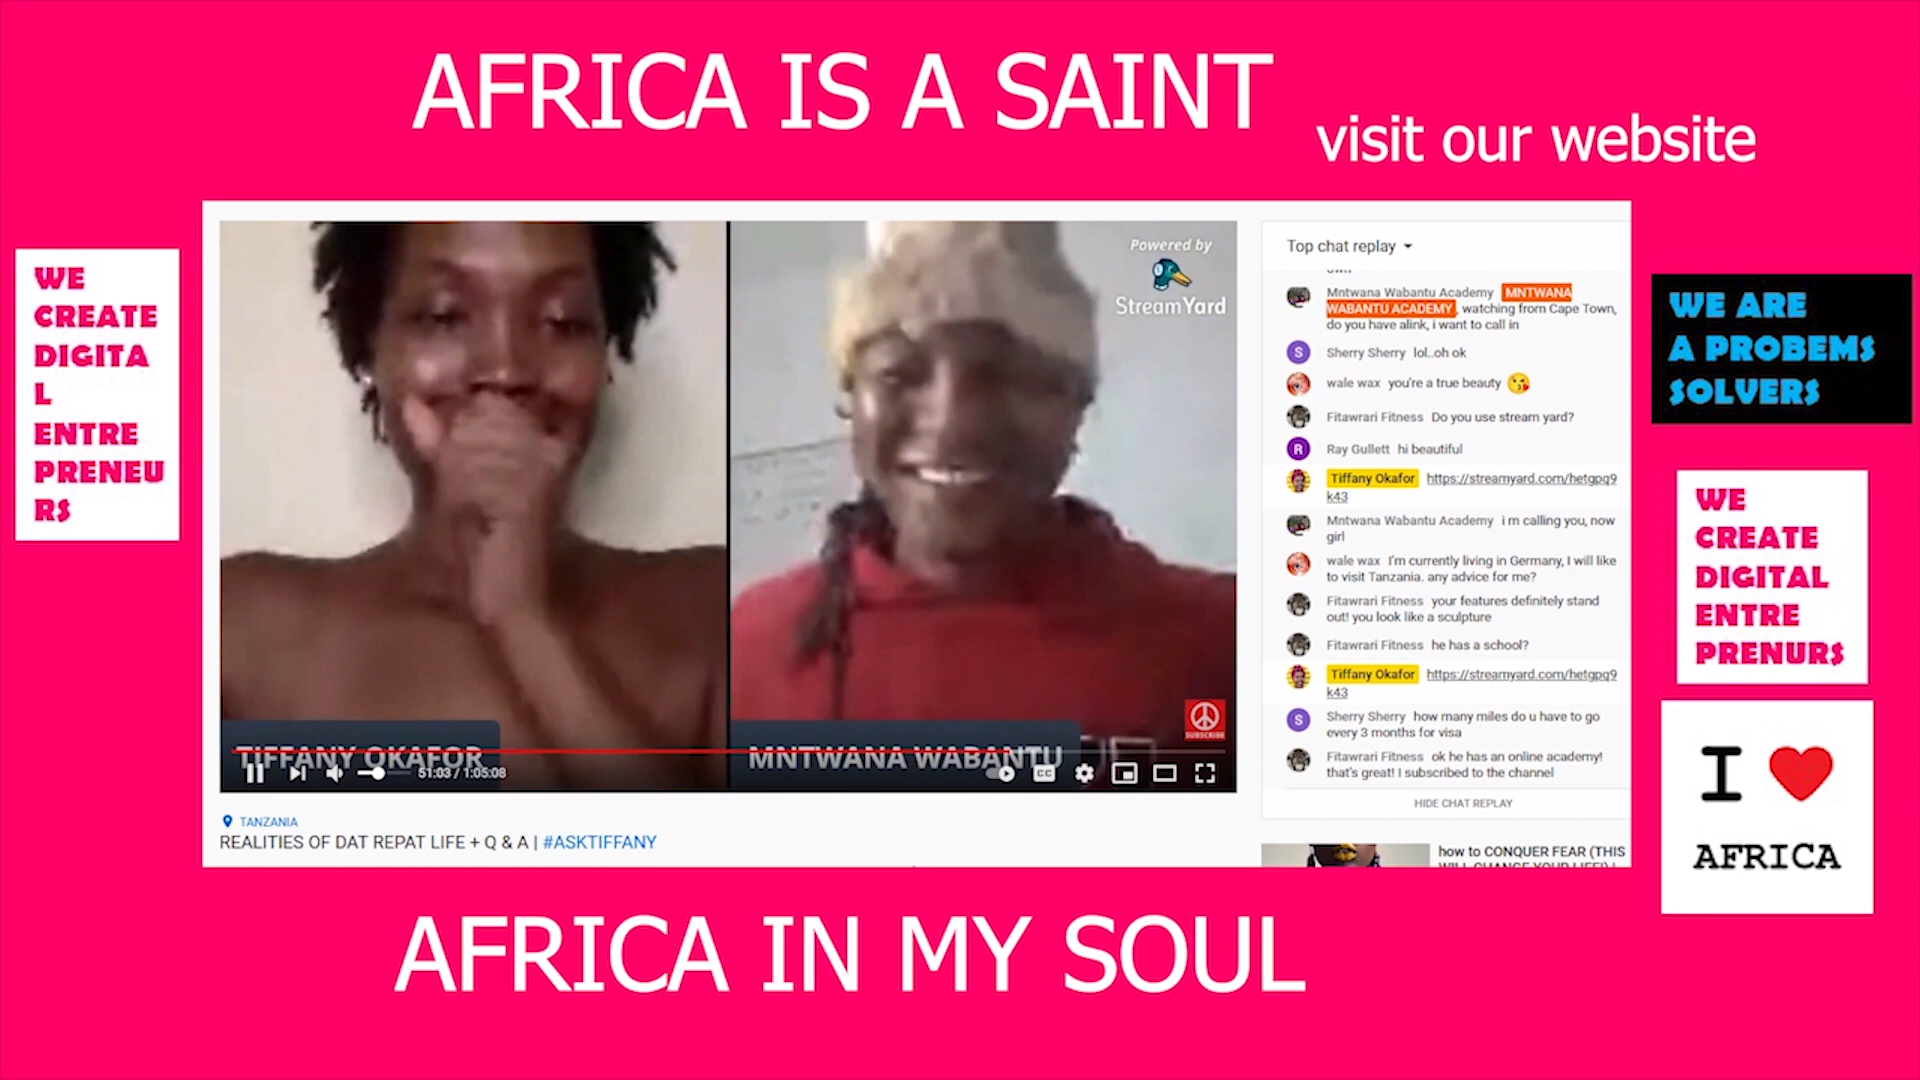 AFRICA IS A SAINT
visit our website
WE
CREATE
DIGITA
L
ENTRE
PRENEU
RS
Powered by
StreamYard
SUBSCRIBE
TIFFANY OKAFOR
MNTWANA WABANTU
51:03 / 1:05:08
CC
TANZANIA
REALITIES OF DAT REPAT LIFE + Q & A | #ASKTIFFANY
Top chat replay
Mntwana Wabantu Academy MNTWANA
WABANTU ACADEMY, watching from Cape Town,
do you have alink, i want to call in
S
Sherry Sherry lol..oh ok
wale wax you're a true beauty 😘
Fitawrari Fitness Do you use stream yard?
R
Ray Gullett hi beautiful
Tiffany Okafor https://streamyard.com/hetgpq9
k43
Mntwana Wabantu Academy i m calling you, now
girl
wale wax I'm currently living in Germany, I will like
to visit Tanzania. any advice for me?
Fitawrari Fitness your features definitely stand
out! you look like a sculpture
Fitawrari Fitness he has a school?
Tiffany Okafor https://streamyard.com/hetgpq9
k43
S
Sherry Sherry how many miles do u have to go
every 3 months for visa
Fitawrari Fitness ok he has an online academy!
that's great! I subscribed to the channel
HIDE CHAT REPLAY
how to CONQUER FEAR (THIS
WE ARE
A PROBEMS
SOLVERS
WE
CREATE
DIGITAL
ENTRE
PRENURS
I ❤
AFRICA
AFRICA IN MY SOUL